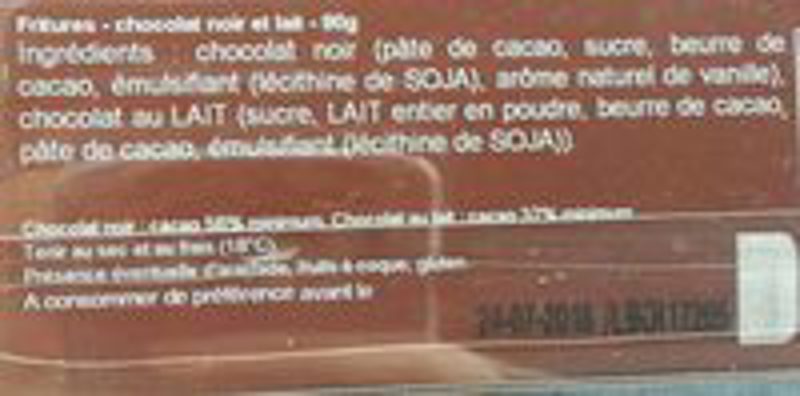 Fritures - chocolat noir et lait - 90g
Ingrédients : chocolat noir (pâte de cacao, sucre, beurre de
cacao, émulsifiant (lécithine de SOJA), arôme naturel de vanille),
chocolat au LAIT (sucre, LAIT entier en poudre, beurre de cacao,
pâte de cacao, émulsifiant (lécithine de SOJA))
Chocolat noir : cacao minimum. Chocolat au lait : cacao minimum
Tenir au sec et au frais (18°C)
Présence éventuelle d'arachide, fruits à coque, gluten
A consommer de préférence avant le
24-07-2018